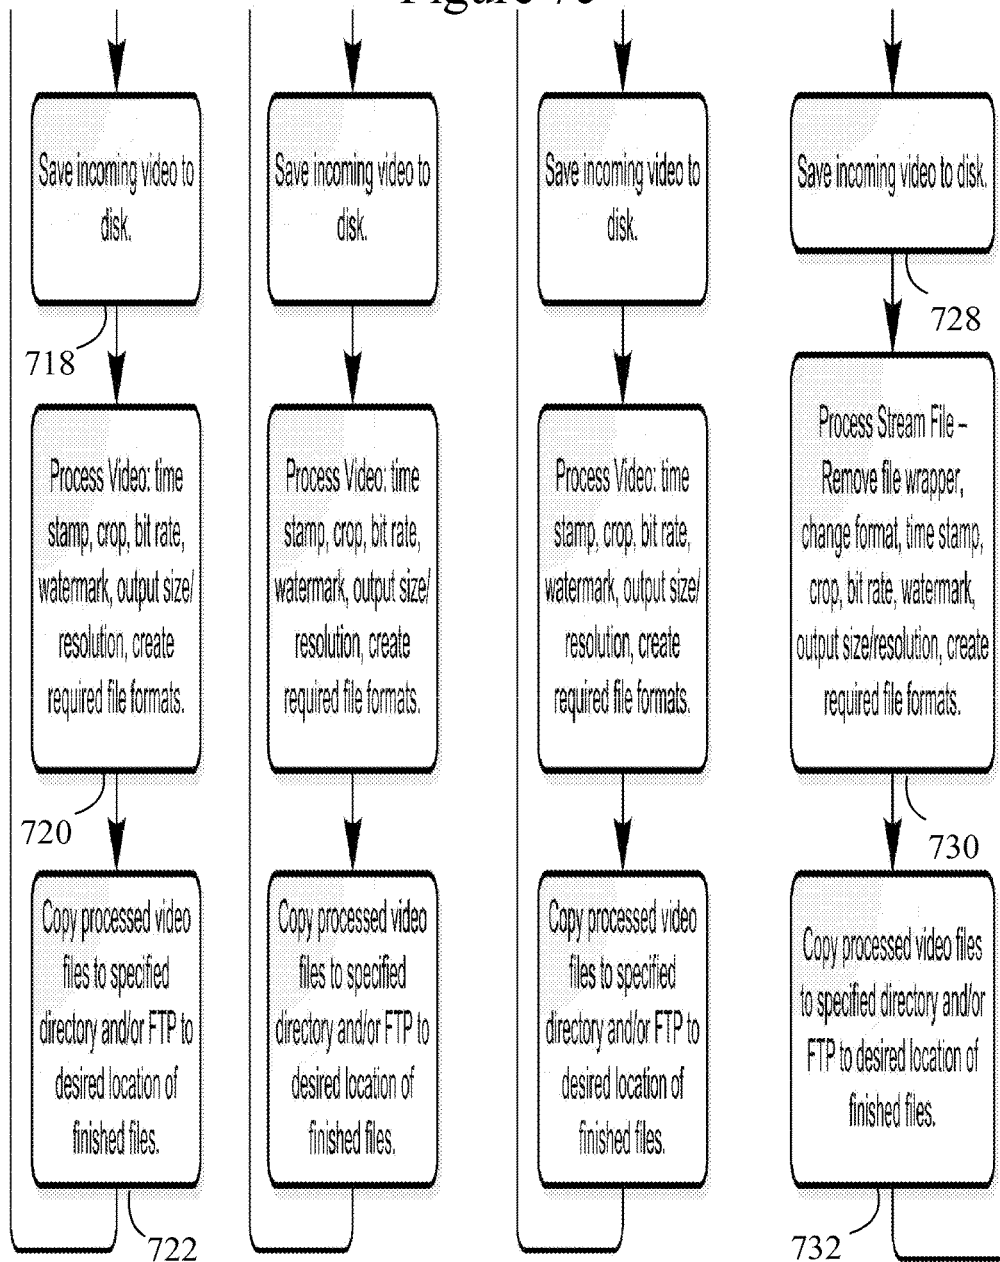 Figure
Save incoming video to
disk.
718
Process Video: time
stamp, crop, bit rate,
watermark, output size/
resolution, create
required file formats.
720
Copy processed video
files to specified
directory and/or FTP to
desired location of
finished files.
722
Save incoming video to
disk.
Process Video: time
stamp, crop, bit rate,
watermark, output size/
resolution, create
required file formats.
Copy processed video
files to specified
directory and/or FTP to
desired location of
finished files.
Save incoming video to
disk.
Process Video: time
stamp, crop, bit rate,
watermark, output size/
resolution, create
required file formats.
Copy processed video
files to specified
directory and/or FTP to
desired location of
finished files.
Save incoming video to disk.
728
Process Stream File –
Remove file wrapper,
change format, time stamp,
crop, bit rate, watermark,
output size/resolution, create
required file formats.
730
Copy processed video files
to specified directory and/or
FTP to desired location of
finished files.
732